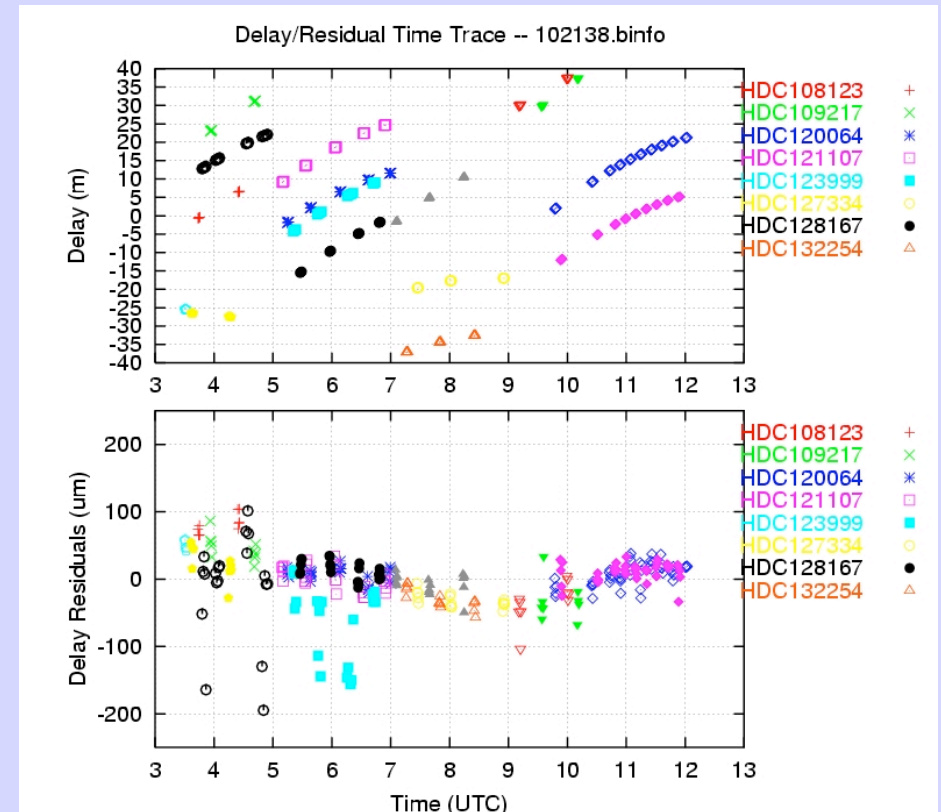 Delay/Residual Time Trace -- 102138.binfo
40
35
30
25
20
15
10
5
0
-5
-10
-15
-20
-25
-30
-35
-40
Delay (m)
3 4 5 6 7 8 9 10 11 12 13
HDC108123
HDC109217
HDC120064
HDC121107
HDC123999
HDC127334
HDC128167
HDC132254
200
100
0
-100
-200
Delay Residuals (um)
3 4 5 6 7 8 9 10 11 12 13
Time (UTC)
HDC108123
HDC109217
HDC120064
HDC121107
HDC123999
HDC127334
HDC128167
HDC132254